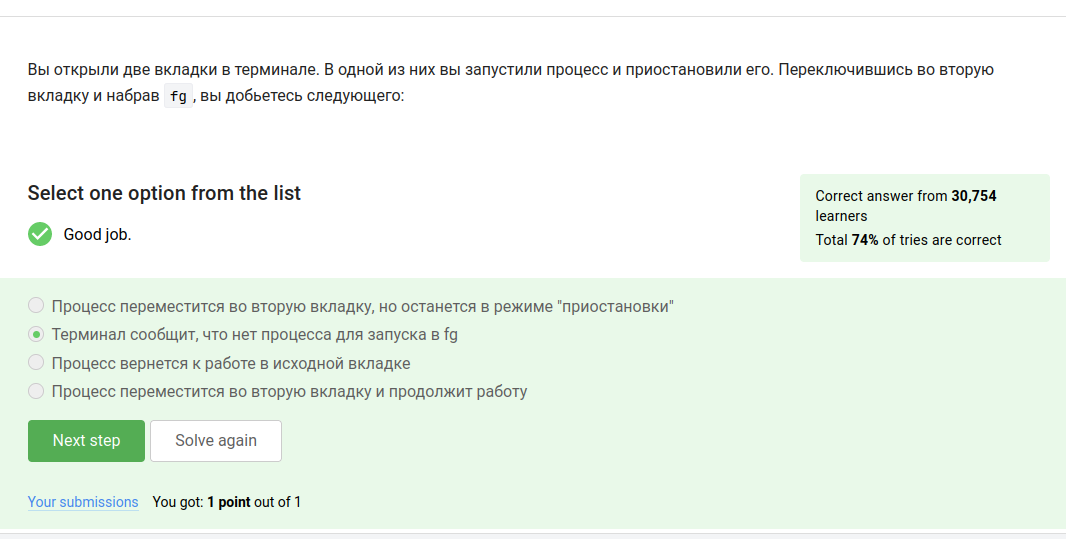 Вы открыли две вкладки в терминале. В одной из них вы запустили процесс и приостановили его. Переключившись во вторую
вкладку и набрав fg , вы добьетесь следующего:
Select one option from the list
Good job.
Correct answer from 30,754
learners
Total 74% of tries are correct
Процесс переместится во вторую вкладку, но останется в режиме "приостановки"
Терминал сообщит, что нет процесса для запуска в fg
Процесс вернется к работе в исходной вкладке
Процесс переместится во вторую вкладку и продолжит работу
Next step
Solve again
Your submissions You got: 1 point out of 1